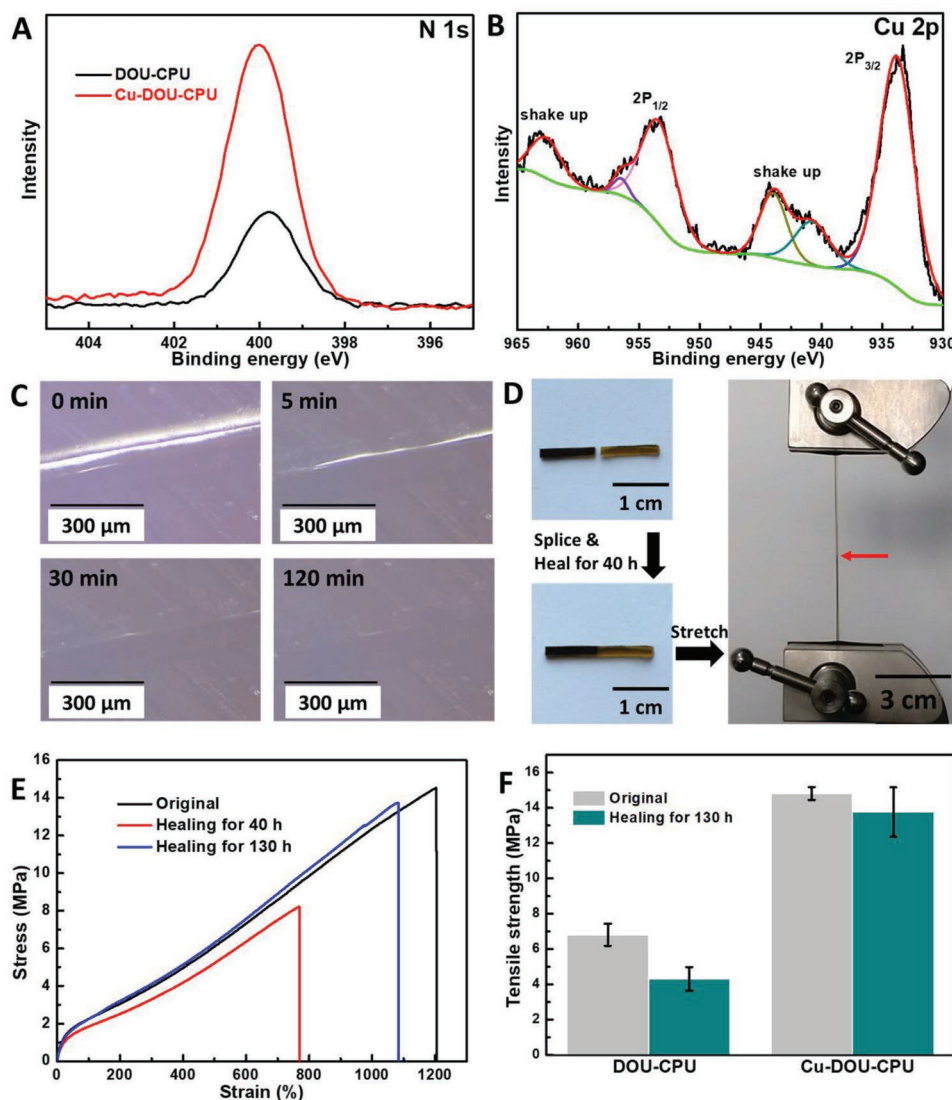 A
N 1s
DOU-CPU
Cu-DOU-CPU
Intensity
404 402 400 398 396
Binding energy (eV)
B
Cu 2p
shake up
2P1/2
shake up
2P3/2
Intensity
965 960 955 950 945 940 935 930
Binding energy (eV)
C
0 min
300 μm
5 min
300 μm
30 min
300 μm
120 min
300 μm
D
1 cm
Splice &
Heal for 40 h
1 cm
Stretch
3 cm
E
Original
Healing for 40 h
Healing for 130 h
Stress (MPa)
16
14
12
10
8
6
4
2
0
0 200 400 600 800 1000 1200
Strain (%)
F
Original
Healing for 130 h
Tensile strength (MPa)
16
14
12
10
8
6
4
2
0
DOU-CPU Cu-DOU-CPU